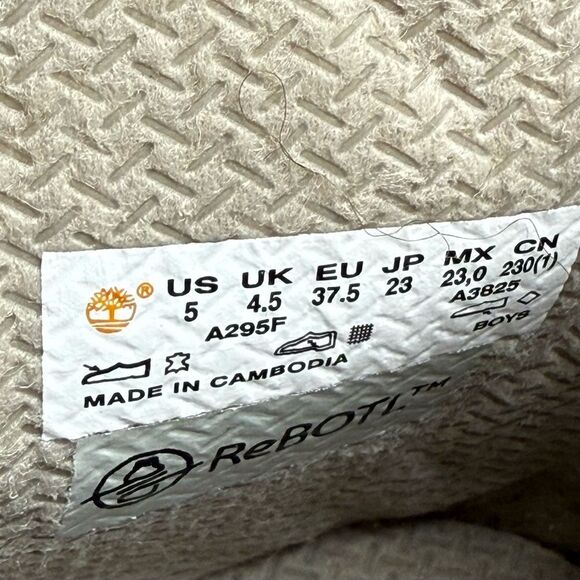 ® US UK EU JP MX CN
5 4.5 37.5 23 23,0 230(1)
A295F A3825
BOYS
MADE IN CAMBODIA
ReBOTL™